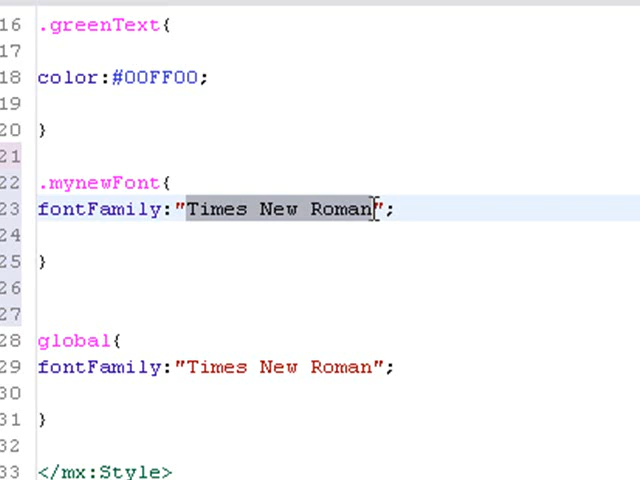 16 .greenText{
17
18 color:#00FF00;
19
20 }
21
22 .mynewFont{
23 fontFamily:"Times New Roman";
24
25 }
26
27
28 global{
29 fontFamily:"Times New Roman";
30
31 }
32
33 </mx:Style>